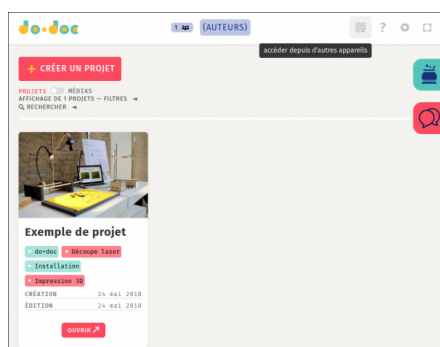 do•doc
1 (AUTEURS) ?
accéder depuis d'autres appareils
+ CRÉER UN PROJET
PROJETS MÉDIAS
AFFICHAGE DE 1 PROJETS — FILTRES ◄
RECHERCHER ◄
Exemple de projet
do•doc Découpe laser
Installation
Impression 3D
CRÉATION 24 mai 2018
ÉDITION 24 mai 2018
OUVRIR ↗